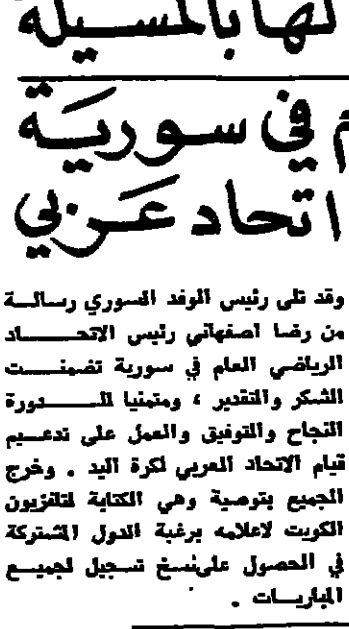 لها بالمسيلة
م في سورية
اتحاد عربي
وقد تلى رئيس الوفد السوري رسالة
من رضا اصفهاني رئيس الاتحاد
الرياضي العام في سورية تضمنت
الشكر والتقدير ، ومتمنيا للدورة
النجاح والتوفيق والعمل على تدعيم
قيام الاتحاد العربي لكرة اليد . وخرج
الجميع بتوصية وهي الكتابة لتلفزيون
الكويت لاعلامه برغبة الدول المشتركة
في الحصول على نسخ تسجيل لجميع
المباريات .